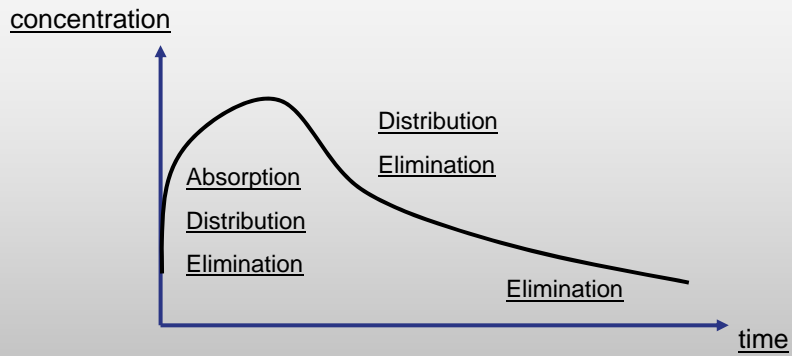 concentration
Distribution
Elimination
Absorption
Distribution
Elimination
Elimination
time